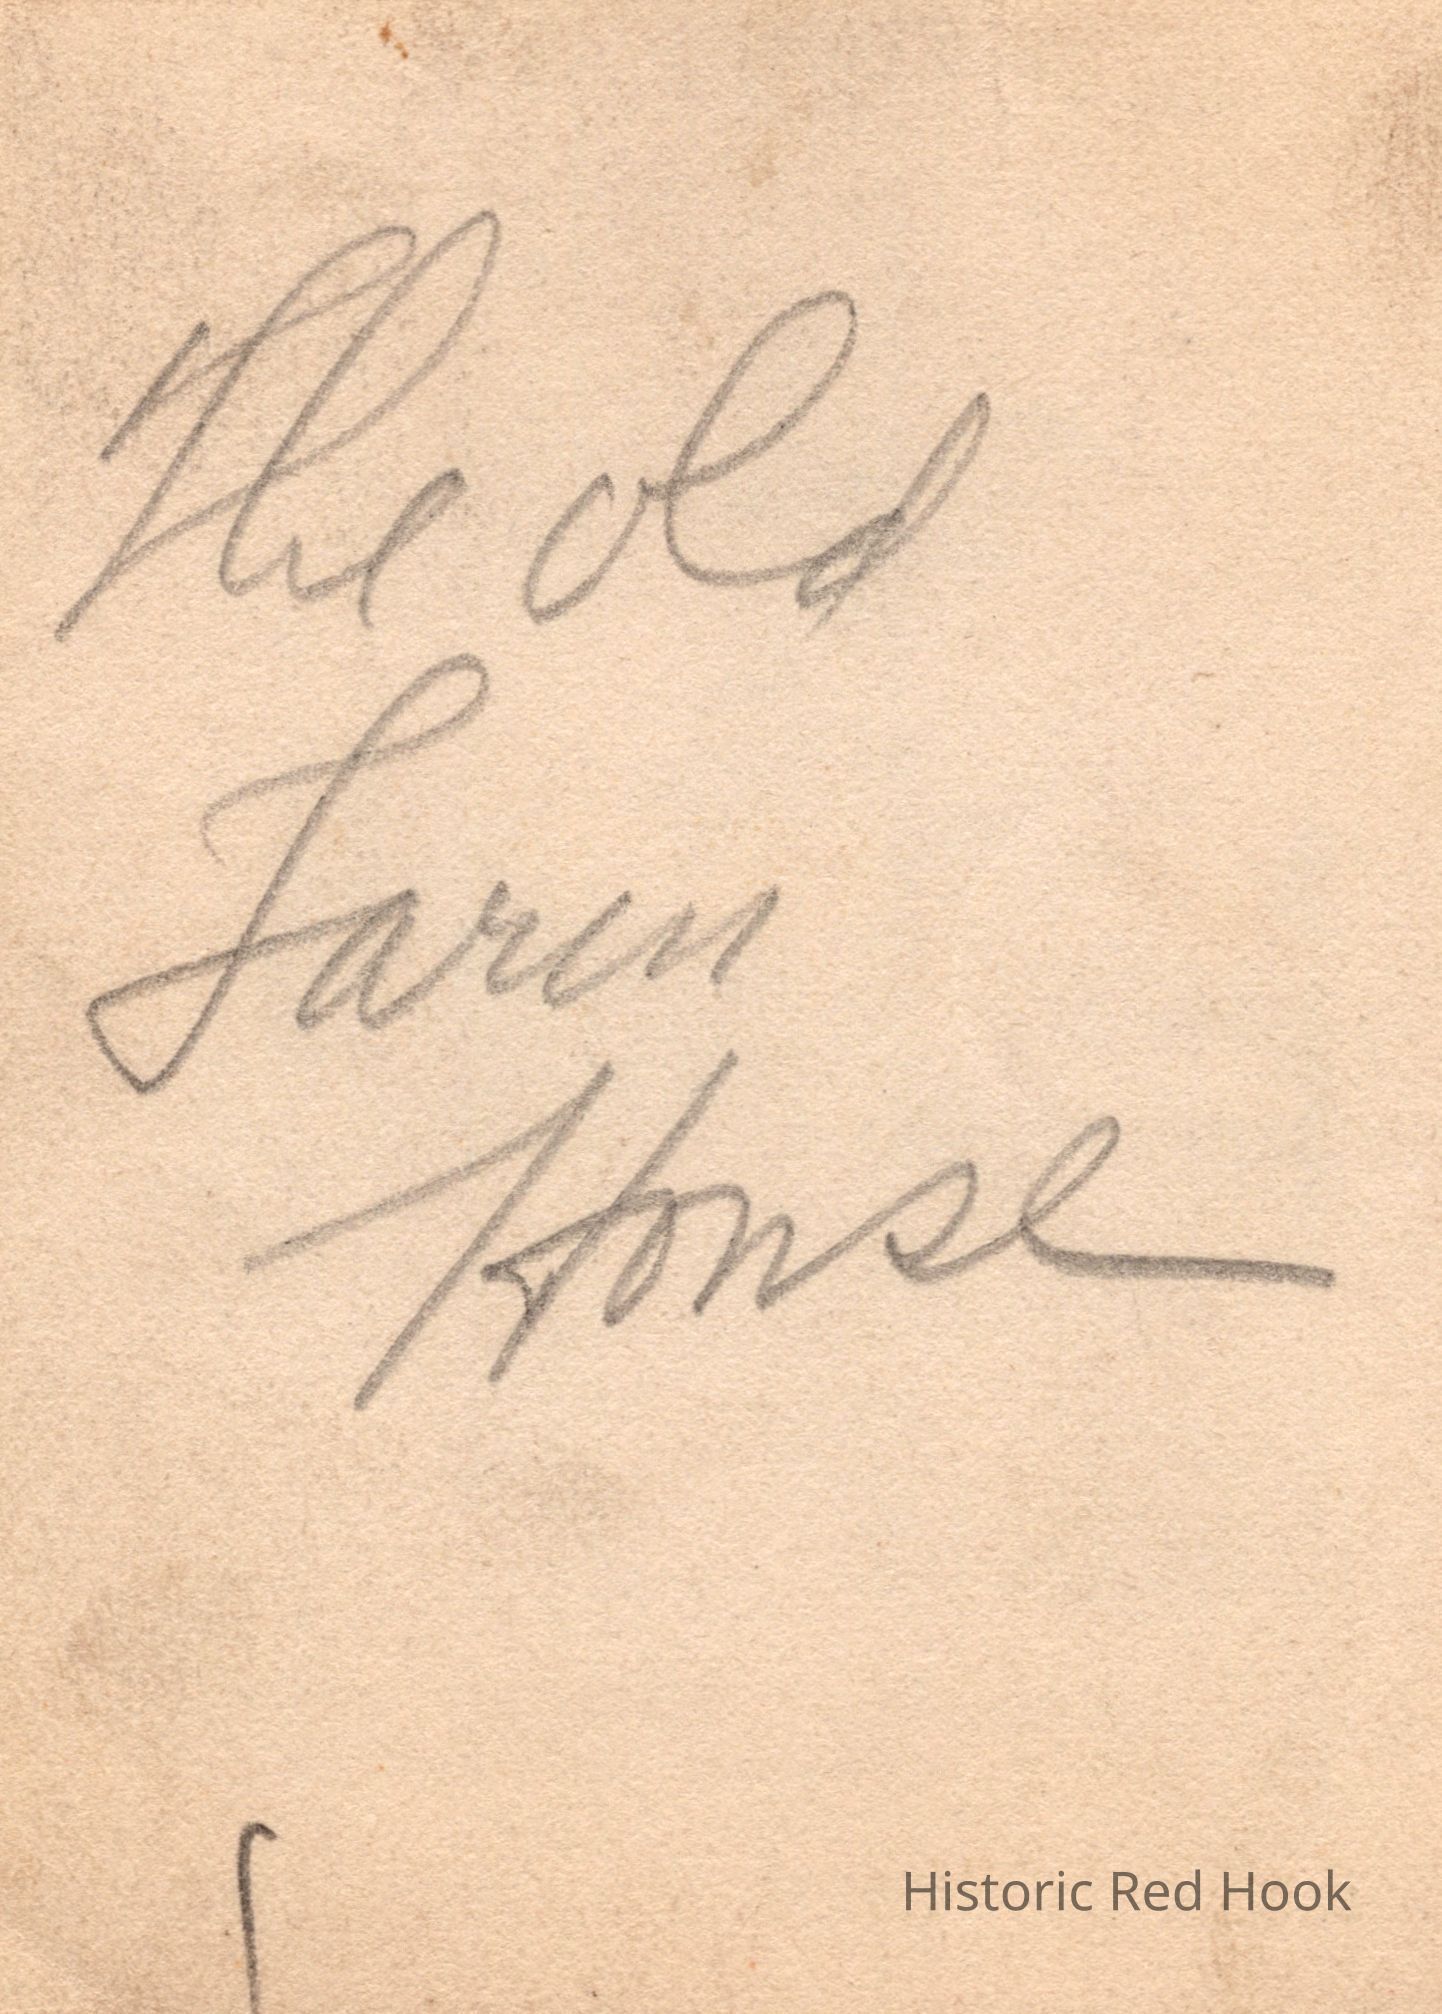 The old
Farm
House
Historic Red Hook